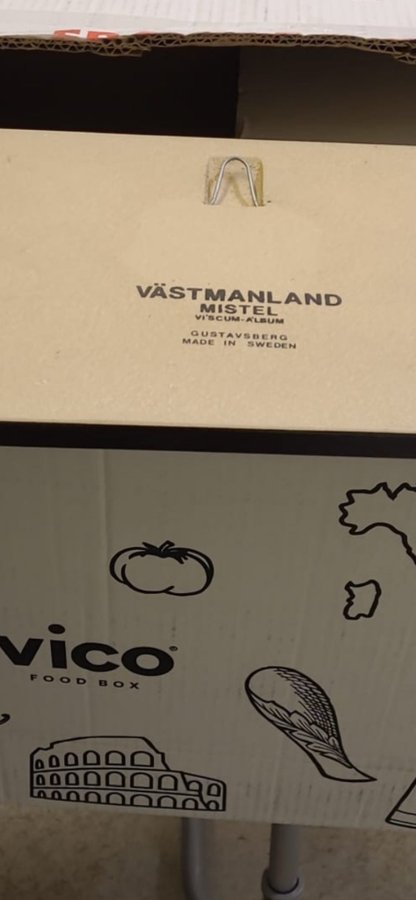 VÄSTMANLAND
MISTEL
VISCUM-ALBUM
GUSTAVSBERG
MADE IN SWEDEN
vico®
FOOD BOX